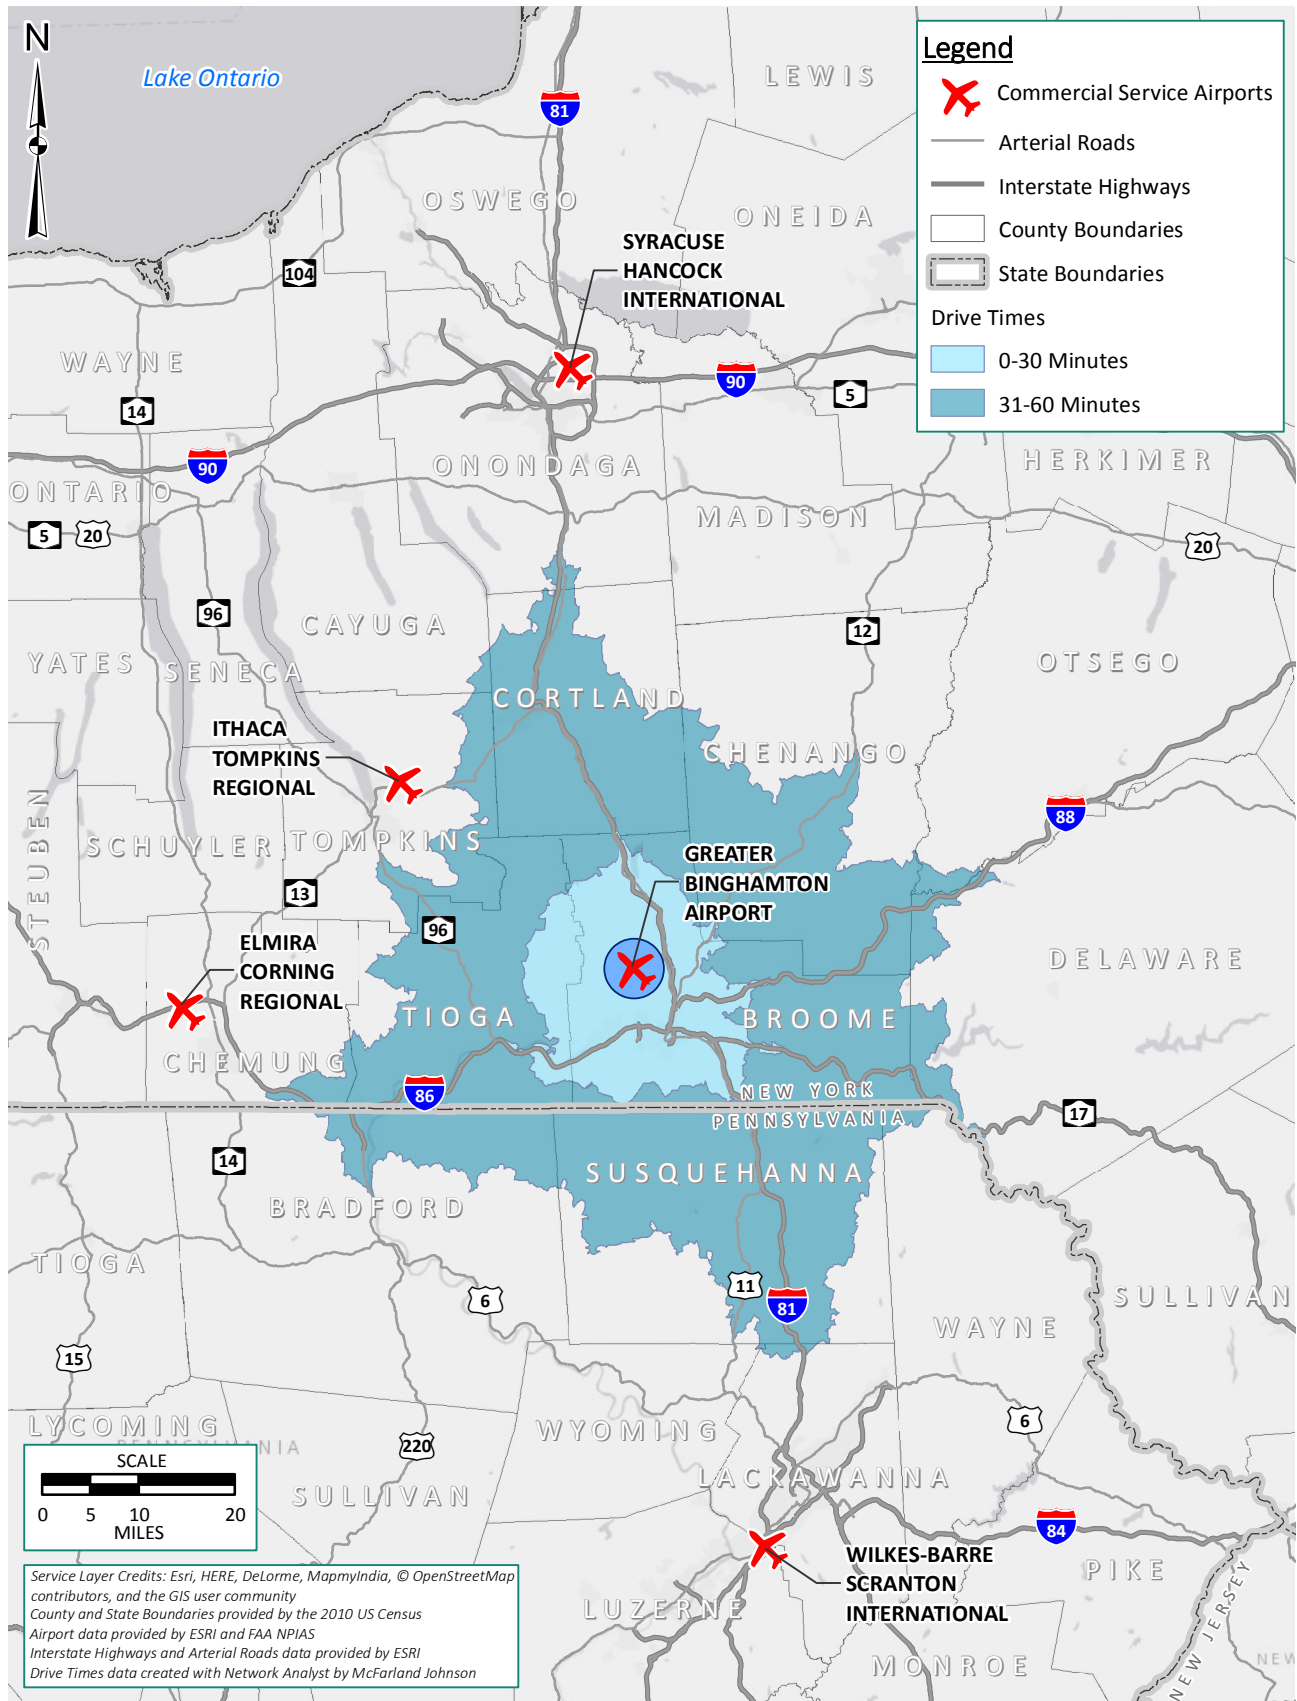 N
Lake Ontario
Legend
Commercial Service Airports
Arterial Roads
Interstate Highways
County Boundaries
State Boundaries
Drive Times
0-30 Minutes
31-60 Minutes
LEWIS
81
OSWEGO
ONEIDA
SYRACUSE
HANCOCK
INTERNATIONAL
104
WAYNE
90
5
14
90
ONONDAGA
HERKIMER
ONTARIO
MADISON
5
20
20
96
CAYUGA
12
YATES
SENECA
OTSEGO
CORTLAND
ITHACA
TOMPKINS
REGIONAL
CHENANGO
STEUBEN
88
SCHUYLER
TOMPKINS
GREATER
BINGHAMTON
AIRPORT
13
96
ELMIRA
CORNING
REGIONAL
DELAWARE
TIOGA
BROOME
CHEMUNG
86
NEW YORK
PENNSYLVANIA
17
14
SUSQUEHANNA
BRADFORD
TIOGA
6
11
81
SULLIVAN
WAYNE
15
LYCOMING
PENNSYLVANIA
WYOMING
6
220
LACKAWANNA
SULLIVAN
SCALE
0 5 10 20
MILES
84
WILKES-BARRE
SCRANTON
INTERNATIONAL
PIKE
LUZERNE
NEW JERSEY
MONROE
NEW
Service Layer Credits: Esri, HERE, DeLorme, MapmyIndia, © OpenStreetMap
contributors, and the GIS user community
County and State Boundaries provided by the 2010 US Census
Airport data provided by ESRI and FAA NPIAS
Interstate Highways and Arterial Roads data provided by ESRI
Drive Times data created with Network Analyst by McFarland Johnson